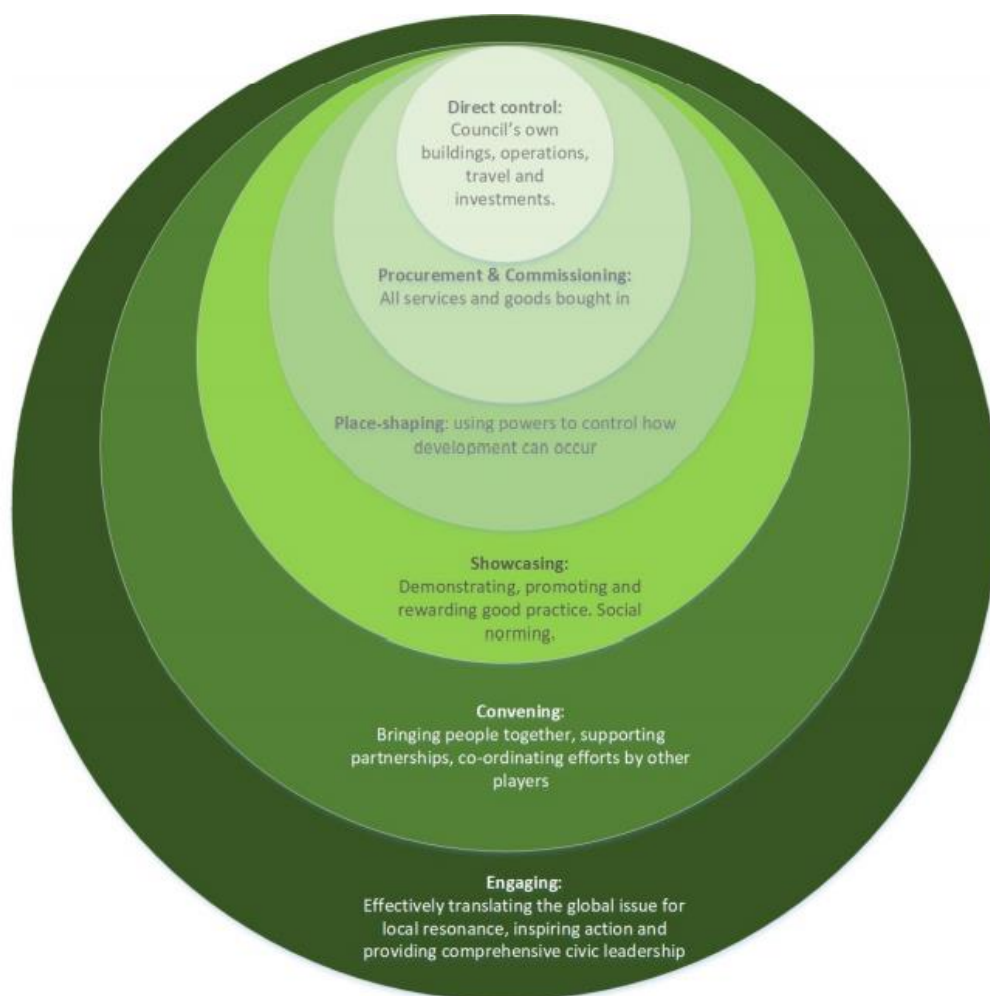 Direct control:
Council's own
buildings, operations,
travel and
investments.
Procurement & Commissioning:
All services and goods bought in
Place-shaping: using powers to control how
development can occur
Showcasing:
Demonstrating, promoting and
rewarding good practice. Social
norming.
Convening:
Bringing people together, supporting
partnerships, co-ordinating efforts by other
players
Engaging:
Effectively translating the global issue for
local resonance, inspiring action and
providing comprehensive civic leadership